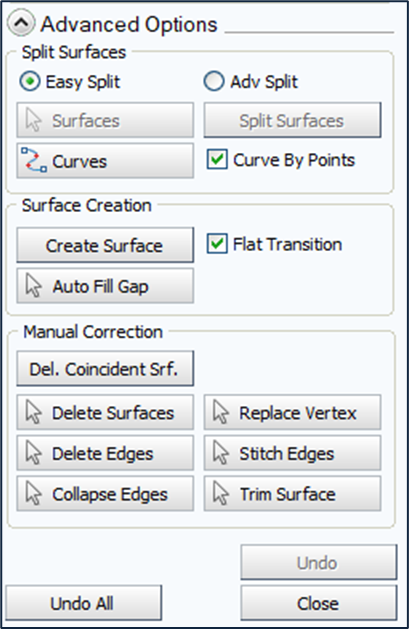 Advanced Options
Split Surfaces
Easy Split Adv Split
Surfaces Split Surfaces
Curves Curve By Points
Surface Creation
Create Surface Flat Transition
Auto Fill Gap
Manual Correction
Del. Coincident Srf.
Delete Surfaces Replace Vertex
Delete Edges Stitch Edges
Collapse Edges Trim Surface
Undo
Undo All Close